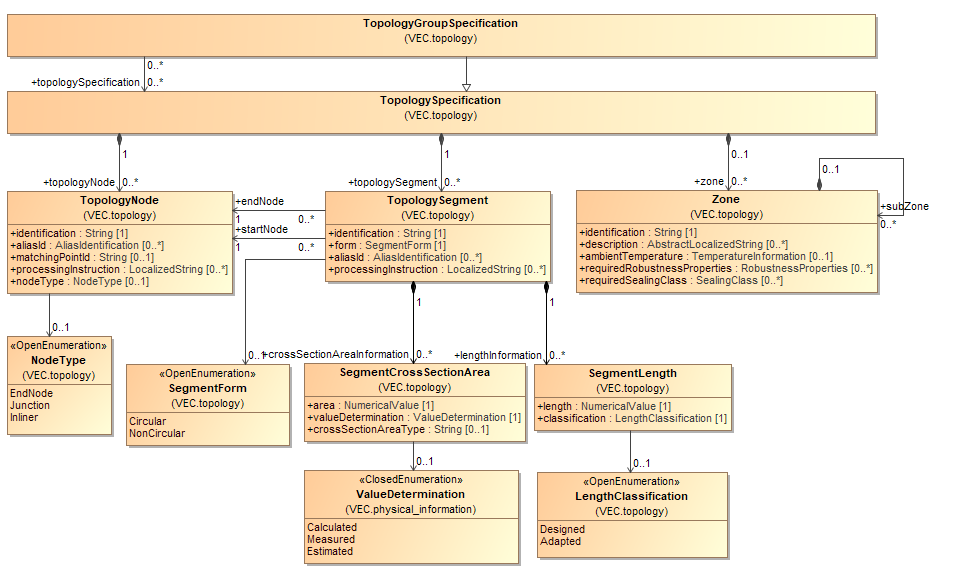 TopologyGroupSpecification
(VEC.topology)
0..*
+topologySpecification
0..*
TopologySpecification
(VEC.topology)
1
1
0..1
0..1
+topologyNode
0..*
+topologySegment
0..*
+zone
0..*
+subZone
0..*
TopologyNode
(VEC.topology)
+identification : String [1]
+aliasId : AliasIdentification [0..*]
+matchingPointId : String [0..1]
+processingInstruction : LocalizedString [0..*]
+nodeType : NodeType [0..1]
+endNode
1
0..*
+startNode
1
0..*
TopologySegment
(VEC.topology)
+identification : String [1]
+form : SegmentForm [1]
+aliasId : AliasIdentification [0..*]
+processingInstruction : LocalizedString [0..*]
Zone
(VEC.topology)
+identification : String [1]
+description : AbstractLocalizedString [0..*]
+ambientTemperature : TemperatureInformation [0..1]
+requiredRobustnessProperties : RobustnessProperties [0..*]
+requiredSealingClass : SealingClass [0..*]
1
1
0..1
0..1
+crossSectionAreaInformation
0..*
+lengthInformation
0..*
«OpenEnumeration»
NodeType
(VEC.topology)
EndNode
Junction
Inliner
«OpenEnumeration»
SegmentForm
(VEC.topology)
Circular
NonCircular
SegmentCrossSectionArea
(VEC.topology)
+area : NumericalValue [1]
+valueDetermination : ValueDetermination [1]
+crossSectionAreaType : String [0..1]
SegmentLength
(VEC.topology)
+length : NumericalValue [1]
+classification : LengthClassification [1]
0..1
0..1
«ClosedEnumeration»
ValueDetermination
(VEC.physical_information)
Calculated
Measured
Estimated
«OpenEnumeration»
LengthClassification
(VEC.topology)
Designed
Adapted